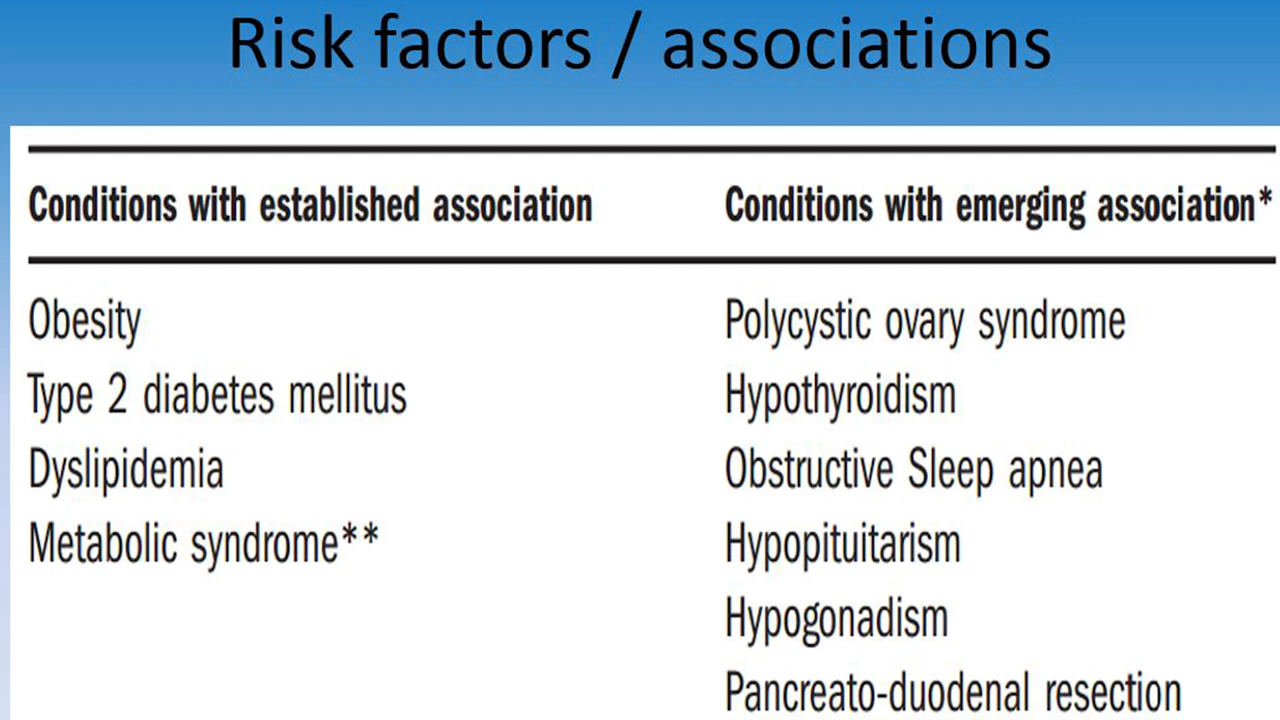 Risk factors / associations
Conditions with established association
Conditions with emerging association*
Obesity
Polycystic ovary syndrome
Type 2 diabetes mellitus
Hypothyroidism
Dyslipidemia
Obstructive Sleep apnea
Metabolic syndrome**
Hypopituitarism
Hypogonadism
Pancreato-duodenal resection